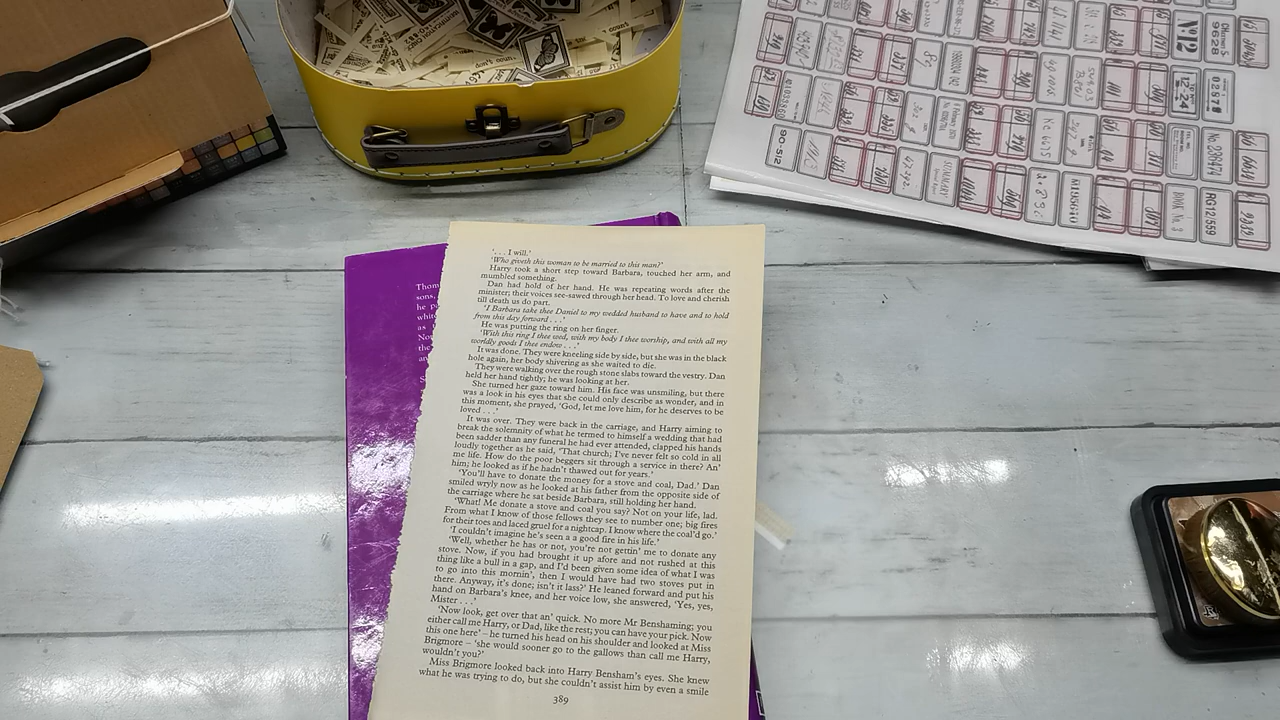 '. . . I will.'
'Who giveth this woman to be married to this man?'
Harry took a short step toward Barbara, touched her arm, and
mumbled something.
Dan had hold of her hand. He was repeating words after the
minister; their voices see-sawed through her head. To love and cherish
till death us do part.
'I Barbara take thee Daniel to my wedded husband to have and to hold
from this day forward . . .'
He was putting the ring on her finger.
'With this ring I thee wed, with my body I thee worship, and with all my
worldly goods I thee endow . . .'
It was done. They were kneeling side by side, but she was in the black
hole again, her body shivering as she waited to die.
They were walking over the rough stone slabs toward the vestry. Dan
held her hand tightly; he was looking at her.
She turned her gaze toward him. His face was unsmiling, but there
was a look in his eyes that she could only describe as wonder, and in
this moment, she prayed, 'God, let me love him, for he deserves to be
loved . . .'
It was over. They were back in the carriage, and Harry aiming to
break the solemnity of what he termed to himself a wedding that had
been sadder than any funeral he had ever attended, clapped his hands
loudly together as he said, 'That church; I've never felt so cold in all
me life. How do the poor beggers sit through a service in there? An'
him; he looked as if he hadn't thawed out for years.'
'You'll have to donate the money for a stove and coal, Dad.' Dan
smiled wryly now as he looked at his father from the opposite side of
the carriage where he sat beside Barbara, still holding her hand.
'What! Me donate a stove and coal you say? Not on your life, lad.
From what I know of those fellows they see to number one; big fires
for their toes and laced gruel for a nightcap. I know where the coal'd go.'
'I couldn't imagine he's seen a a good fire in his life.'
'Well, whether he has or not, you're not gettin' me to donate any
stove. Now, if you had brought it up afore and not rushed at this
thing like a bull in a gap, and I'd been given some idea of what I was
to go into this mornin', then I would have had two stoves put in
there. Anyway, it's done; isn't it lass?' He leaned forward and put his
hand on Barbara's knee, and her voice low, she answered, 'Yes, yes,
Mister . . .'
'Now look, get over that an' quick. No more Mr Benshaming; you
either call me Harry, or Dad, like the rest; you can have your pick. Now
this one here' – he turned his head on his shoulder and looked at Miss
Brigmore – 'she would sooner go to the gallows than call me Harry,
wouldn't you?'
Miss Brigmore looked back into Harry Bensham's eyes. She knew
what he was trying to do, but she couldn't assist him by even a smile
389
Thom
sons,
he p
white
as
No
the
an
90-S/2
SUMMARY
M1356GII
BOOK No. 8
RC12 559
No. 297874
No 12
12 24
02978
9628
don't count